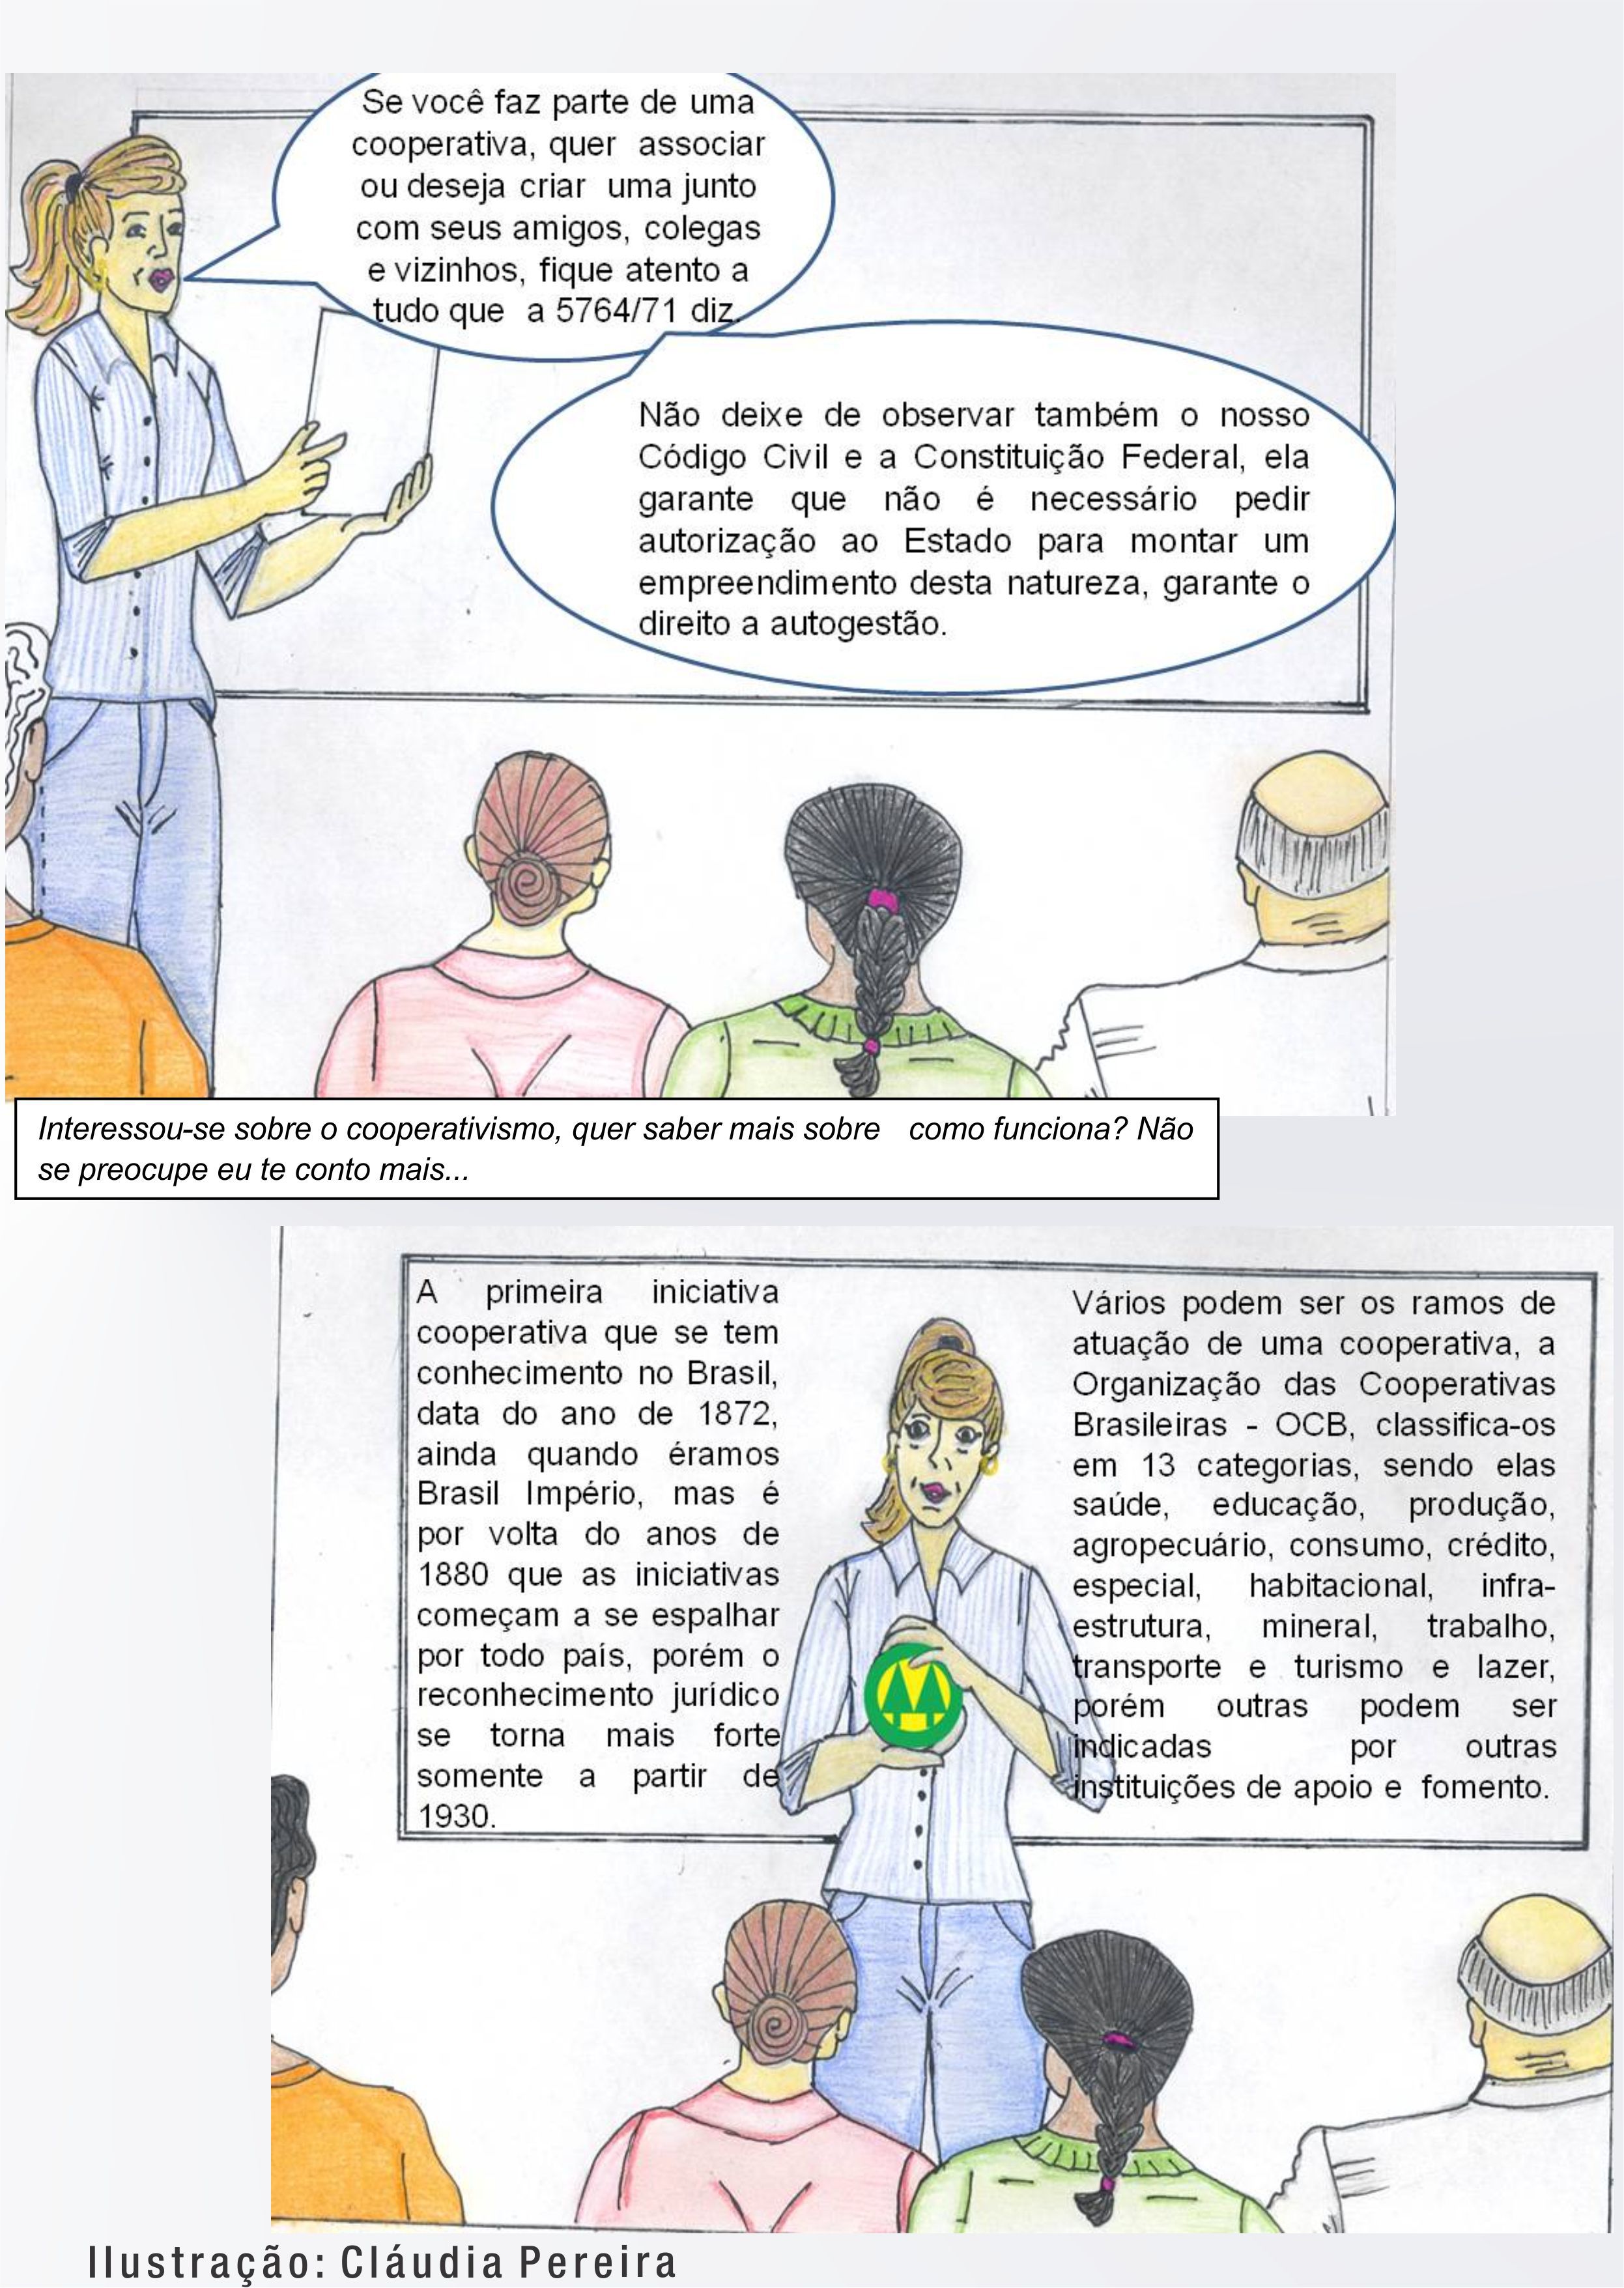 Se você faz parte de uma
cooperativa, quer associar
ou deseja criar uma junto
com seus amigos, colegas
e vizinhos, fique atento a
tudo que a 5764/71 diz.
Não deixe de observar também o nosso
Código Civil e a Constituição Federal, ela
garante que não é necessário pedir
autorização ao Estado para montar um
empreendimento desta natureza, garante o
direito a autogestão.
Interessou-se sobre o cooperativismo, quer saber mais sobre como funciona? Não
se preocupe eu te conto mais...
A primeira iniciativa
cooperativa que se tem
conhecimento no Brasil,
data do ano de 1872,
ainda quando éramos
Brasil Império, mas é
por volta do anos de
1880 que as iniciativas
começam a se espalhar
por todo país, porém o
reconhecimento jurídico
se torna mais forte
somente a partir de
1930.
Vários podem ser os ramos de
atuação de uma cooperativa, a
Organização das Cooperativas
Brasileiras - OCB, classifica-os
em 13 categorias, sendo elas
saúde, educação, produção,
agropecuário, consumo, crédito,
especial, habitacional, infra-
estrutura, mineral, trabalho,
transporte e turismo e lazer,
porém outras podem ser
indicadas por outras
instituições de apoio e fomento.
Ilustração: Cláudia Pereira